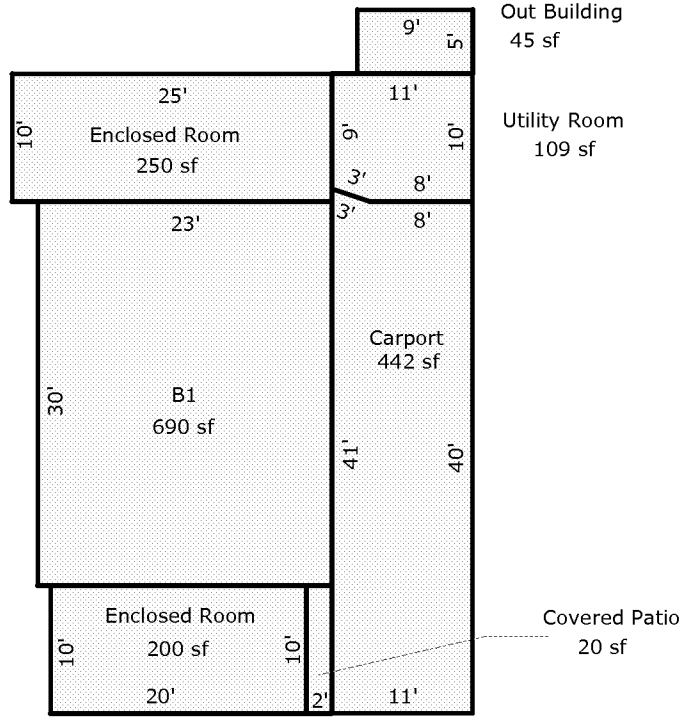 Out Building
9'
5'
45 sf
25'
11'
10'
Enclosed Room
250 sf
9'
10'
Utility Room
109 sf
3'
8'
23'
3'
8'
Carport
442 sf
30'
B1
690 sf
41'
40'
Enclosed Room
200 sf
10'
10'
20'
2'
11'
Covered Patio
20 sf